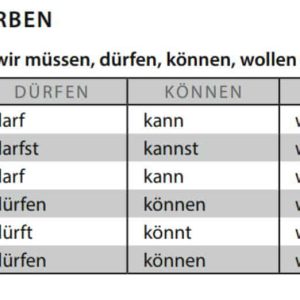 RBEN
wir müssen, dürfen, können, wollen
DÜRFEN KÖNNEN
darf kann
darfst kannst
darf kann
dürfen können
dürft könnt
dürfen können